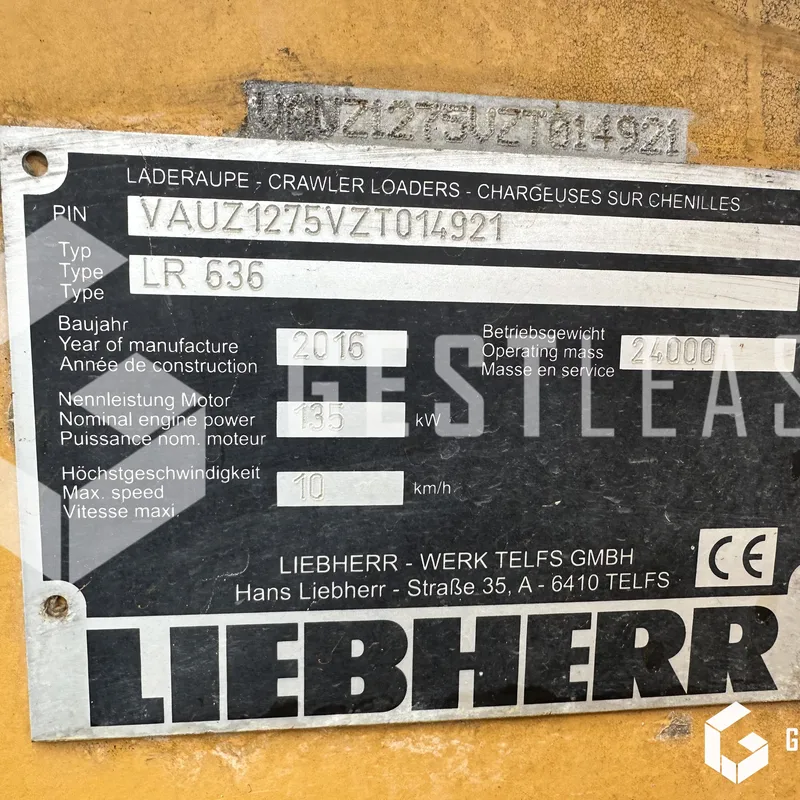 VAUZ1275VZT014921
LADERAUPE - CRAWLER LOADERS - CHARGEUSES SUR CHENILLES
PIN VAUZ1275VZT014921
Typ
Type LR 636
Type
Baujahr
Year of manufacture 2016
Année de construction
Betriebsgewicht
Operating mass 24000
Masse en service
Nennleistung Motor
Nominal engine power 135 kW
Puissance nom. moteur
Höchstgeschwindigkeit
Max. speed 10 km/h
Vitesse maxi.
GESTLEAS
LIEBHERR - WERK TELFS GMBH
Hans Liebherr - Straße 35, A - 6410 TELFS
CE
LIEBHERR
G